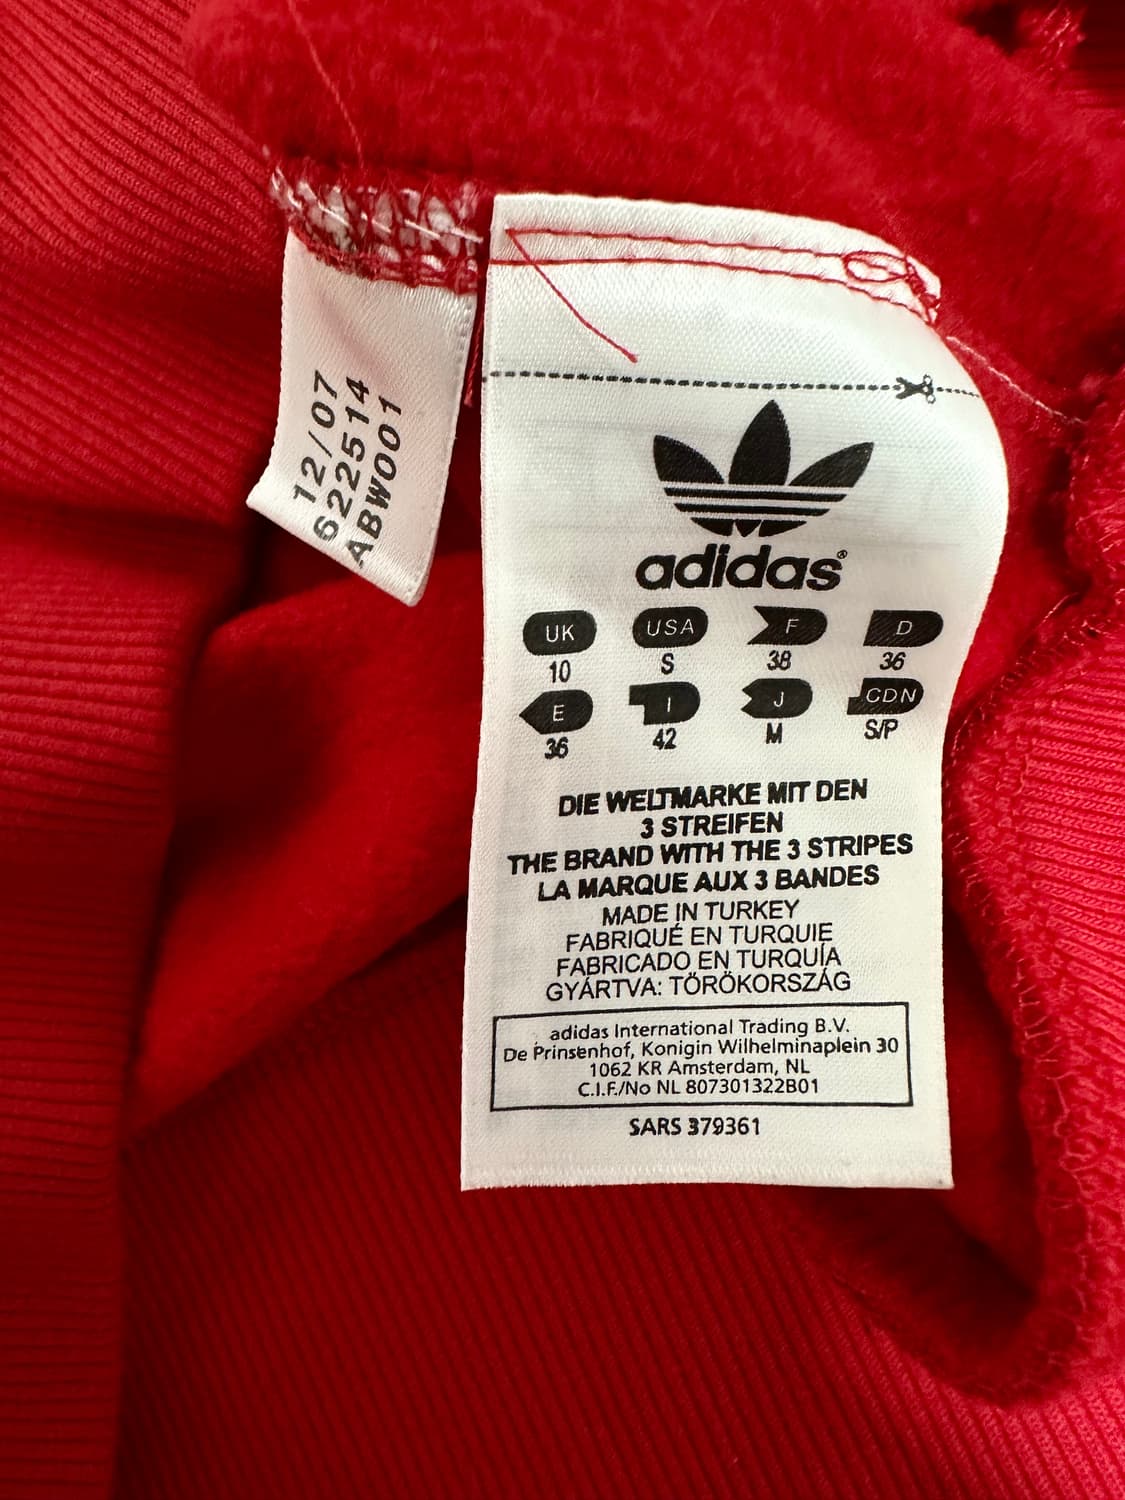 12/07
622514
ABW001
adidas®
UK USA F D
10 S 38 36
E I J CDN
36 42 M S/P
DIE WELTMARKE MIT DEN
3 STREIFEN
THE BRAND WITH THE 3 STRIPES
LA MARQUE AUX 3 BANDES
MADE IN TURKEY
FABRIQUÉ EN TURQUIE
FABRICADO EN TURQUÍA
GYÁRTVA: TÖRÖKORSZÁG
adidas International Trading B.V.
De Prinsenhof, Konigin Wilhelminaplein 30
1062 KR Amsterdam, NL
C.I.F./No NL 807301322B01
SARS 379361